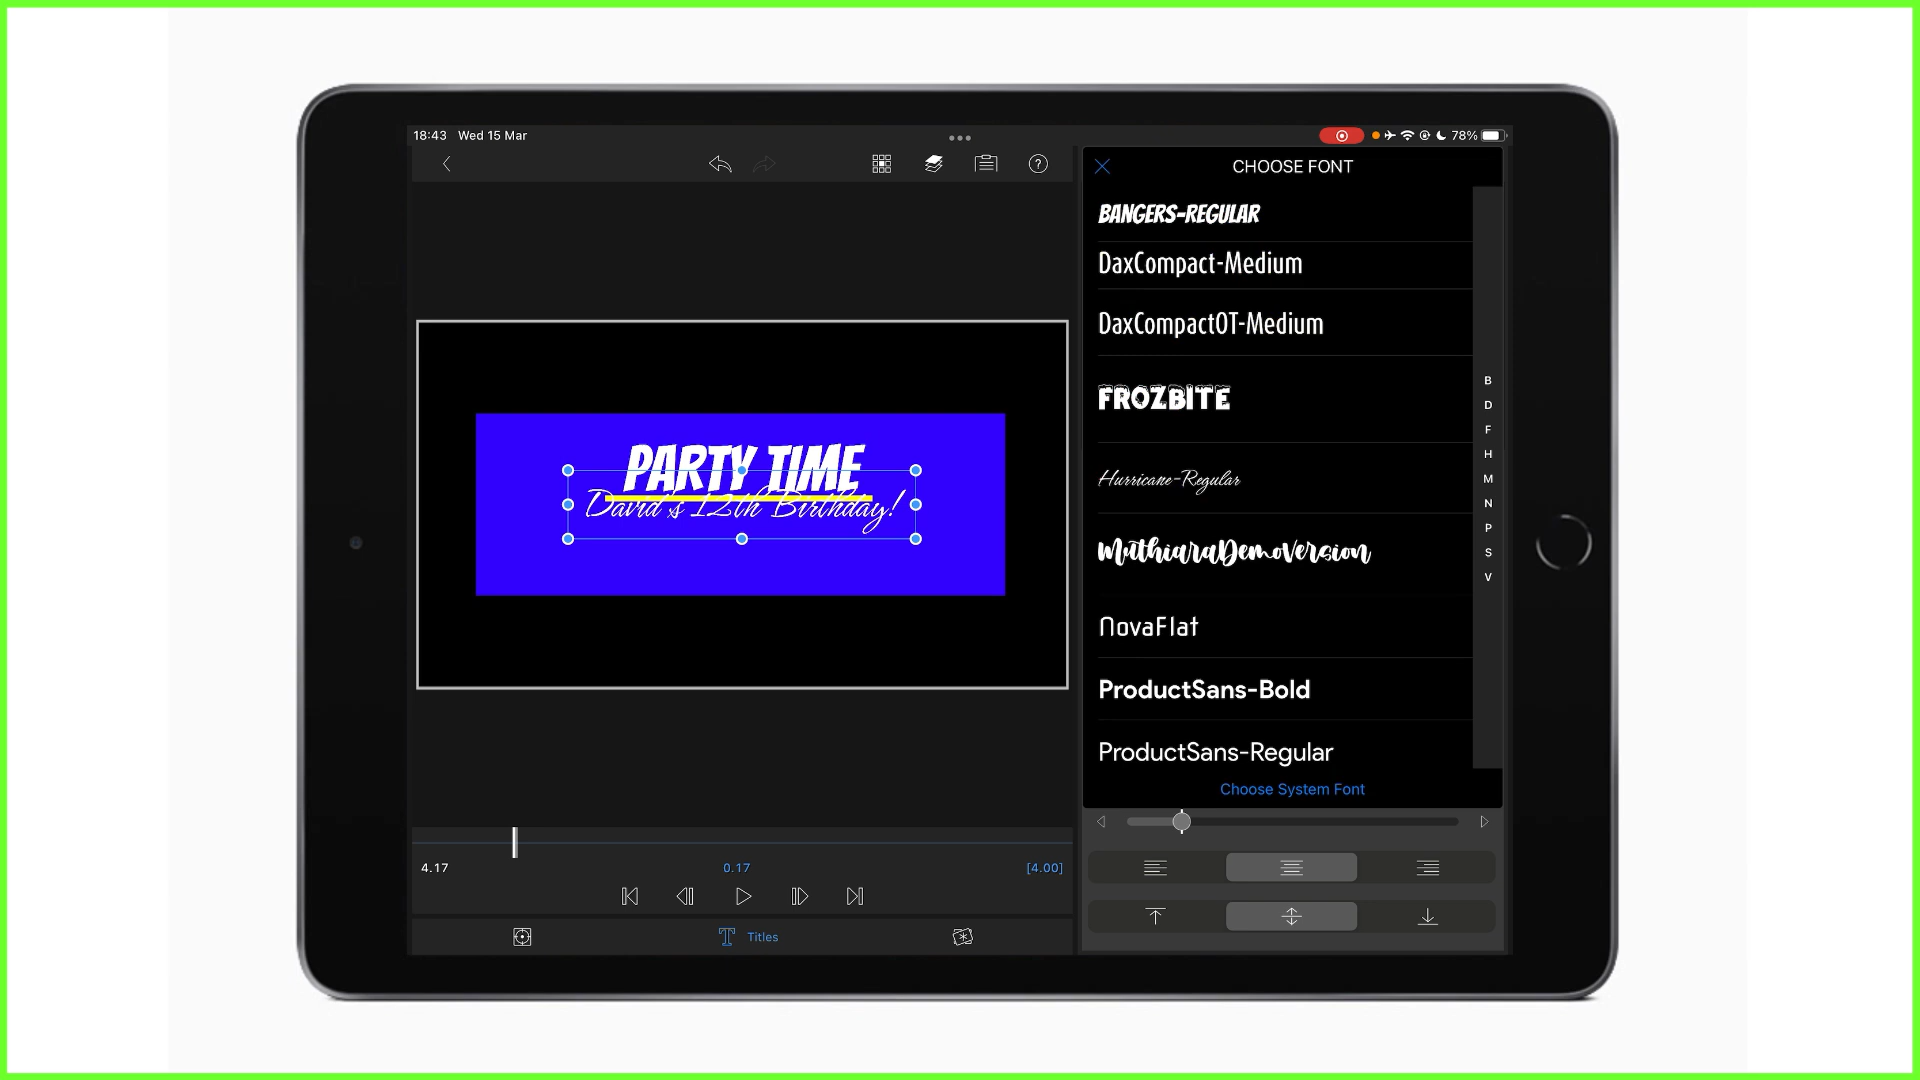 18:43 Wed 15 Mar
78%
CHOOSE FONT
BANGERS-REGULAR
DaxCompact-Medium
DaxCompactOT-Medium
FROZBITE
Hurricane-Regular
MuthiaraDemoVersion
NovaFlat
ProductSans-Bold
ProductSans-Regular
Choose System Font
B
D
F
H
M
N
P
S
V
PARTY TIME
David's 12th Birthday!
4.17 0.17 [4.00]
Titles